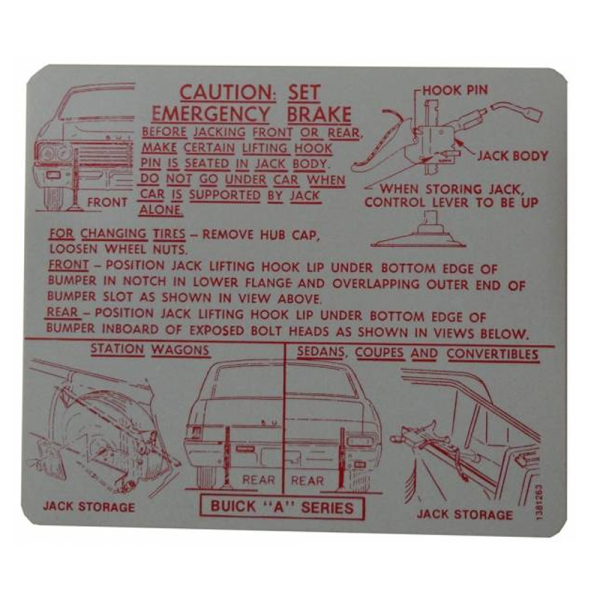 CAUTION: SET
EMERGENCY BRAKE
BEFORE JACKING FRONT OR REAR,
MAKE CERTAIN LIFTING HOOK
PIN IS SEATED IN JACK BODY.
DO NOT GO UNDER CAR WHEN
CAR IS SUPPORTED BY JACK
ALONE.
FRONT
HOOK PIN
JACK BODY
WHEN STORING JACK,
CONTROL LEVER TO BE UP
FOR CHANGING TIRES – REMOVE HUB CAP,
LOOSEN WHEEL NUTS.
FRONT – POSITION JACK LIFTING HOOK LIP UNDER BOTTOM EDGE OF
BUMPER IN NOTCH IN LOWER FLANGE AND OVERLAPPING OUTER END OF
BUMPER SLOT AS SHOWN IN VIEW ABOVE.
REAR – POSITION JACK LIFTING HOOK LIP UNDER BOTTOM EDGE OF
BUMPER INBOARD OF EXPOSED BOLT HEADS AS SHOWN IN VIEWS BELOW.
STATION WAGONS
SEDANS, COUPES AND CONVERTIBLES
REAR
REAR
JACK STORAGE
BUICK "A" SERIES
JACK STORAGE
1381263